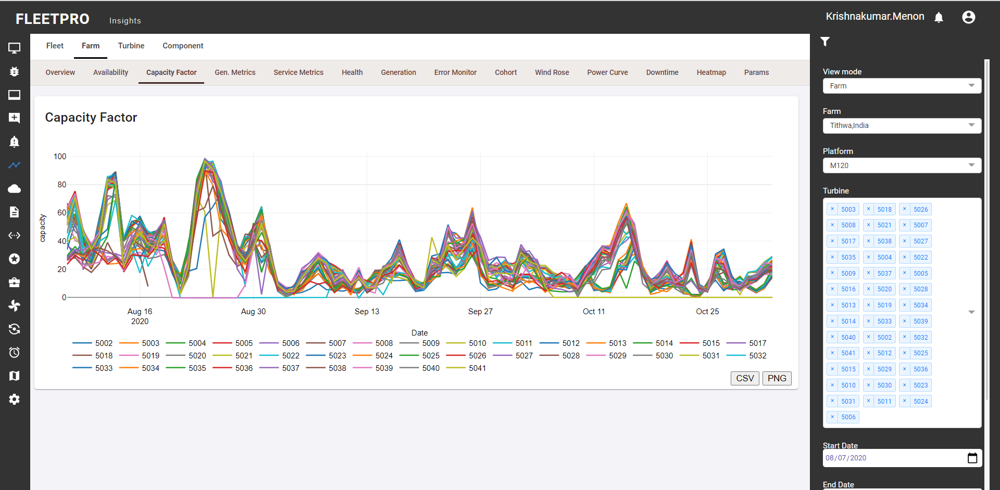 FLEETPRO Insights Krishnakumar.Menon
Fleet Farm Turbine Component
Overview Availability Capacity Factor Gen. Metrics Service Metrics Health Generation Error Monitor Cohort Wind Rose Power Curve Downtime Heatmap Params
Capacity Factor
100
80
60
40
20
0
capacity
Aug 16 Aug 30 Sep 13 Sep 27 Oct 11 Oct 25
2020
Date
5002 5003 5004 5005 5006 5007 5008 5009 5010 5011 5012 5013 5014 5015 5017
5018 5019 5020 5021 5022 5023 5024 5025 5026 5027 5028 5029 5030 5031 5032
5033 5034 5035 5036 5037 5038 5039 5040 5041
CSV PNG
View mode
Farm
Farm
Tithwa,India
Platform
M120
Turbine
× 5003 × 5018 × 5026
× 5008 × 5021 × 5007
× 5017 × 5038 × 5027
× 5035 × 5004 × 5022
× 5009 × 5037 × 5005
× 5016 × 5020 × 5028
× 5013 × 5019 × 5034
× 5014 × 5033 × 5039
× 5040 × 5002 × 5032
× 5041 × 5012 × 5025
× 5015 × 5029 × 5036
× 5010 × 5030 × 5023
× 5031 × 5011 × 5024
× 5006
Start Date
08/07/2020
End Date